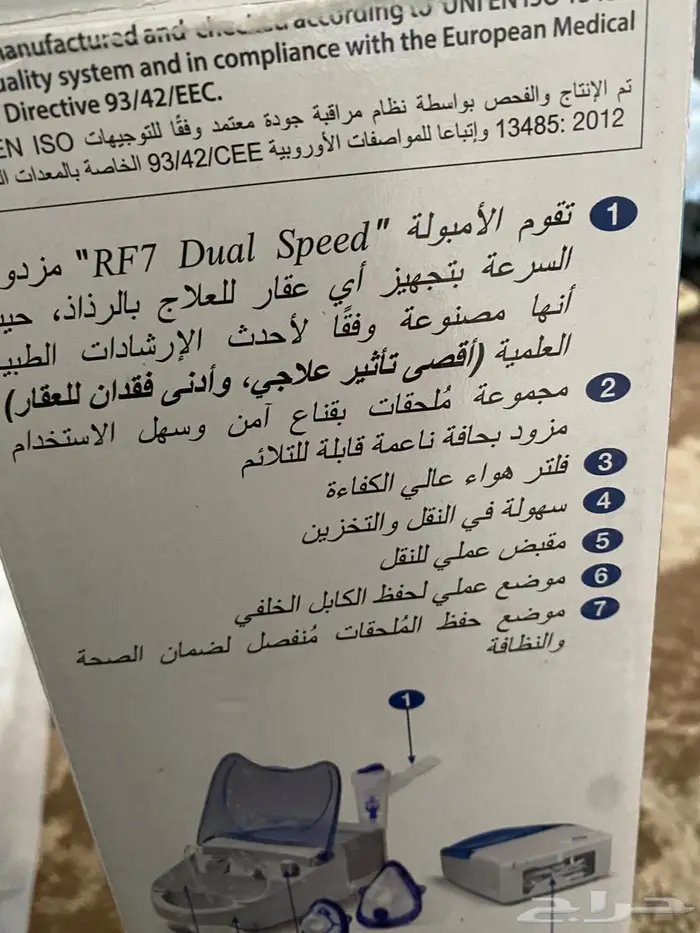 manufactured and checked according to UNI EN ISO
quality system and in compliance with the European Medical
Directive 93/42/EEC.
تم الإنتاج والفحص بواسطة نظام مراقبة جودة معتمد وفقًا للتوجيهات EN ISO
13485: 2012 وإتباعا للمواصفات الأوروبية 93/42/CEE الخاصة بالمعدات
1 تقوم الأمبولة "RF7 Dual Speed" مزدو
السرعة بتجهيز أي عقار للعلاج بالرذاذ، حيـ
أنها مصنوعة وفقًا لأحدث الإرشادات الطبيـ
العلمية (أقصى تأثير علاجي، وأدنى فقدان للعقار)
2 مجموعة مُلحقات بقناع آمن وسهل الاستخدام
مزود بحافة ناعمة قابلة للتلائم
3 فلتر هواء عالي الكفاءة
4 سهولة في النقل والتخزين
5 مقبض عملي للنقل
6 موضع عملي لحفظ الكابل الخلفي
7 موضع حفظ المُلحقات مُنفصل لضمان الصحة
والنظافة
1
حراج